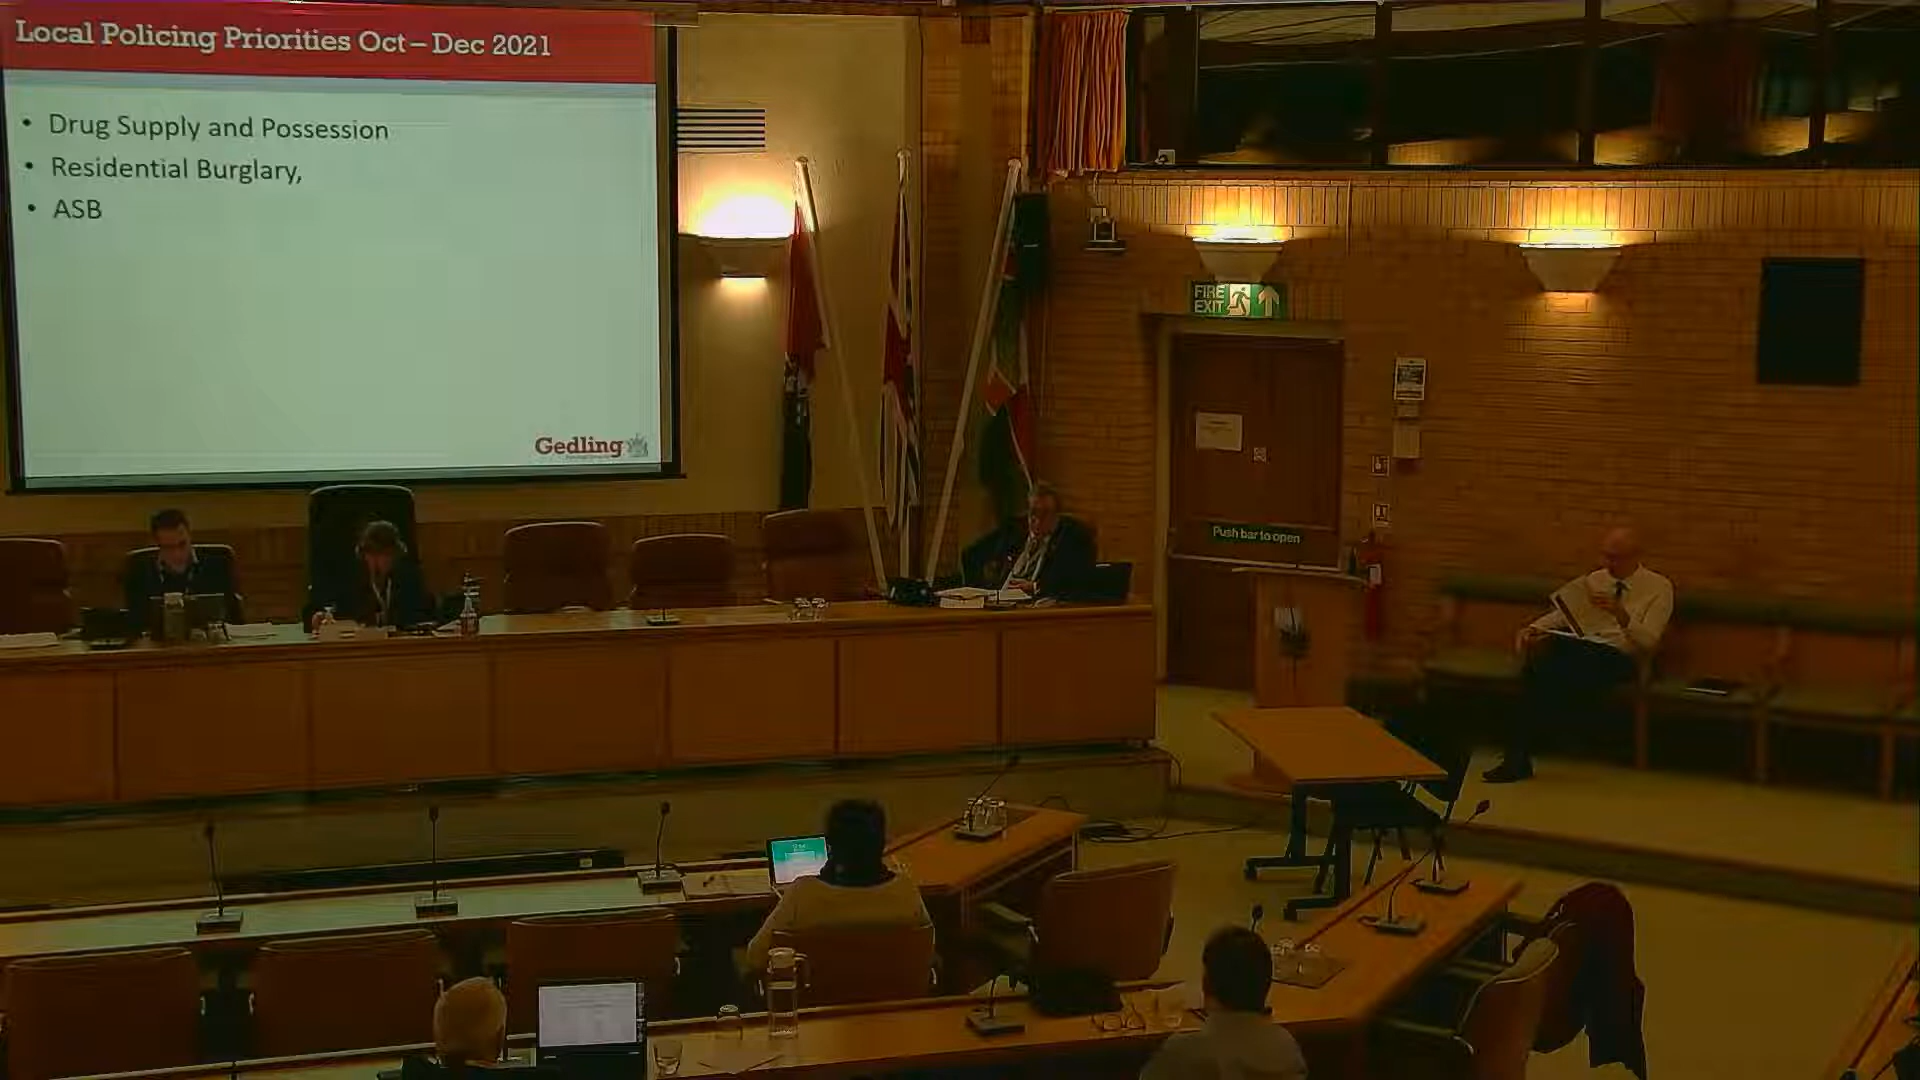 Local Policing Priorities Oct – Dec 2021
• Drug Supply and Possession
• Residential Burglary,
• ASB
Gedling
FIRE
EXIT
Push bar to open